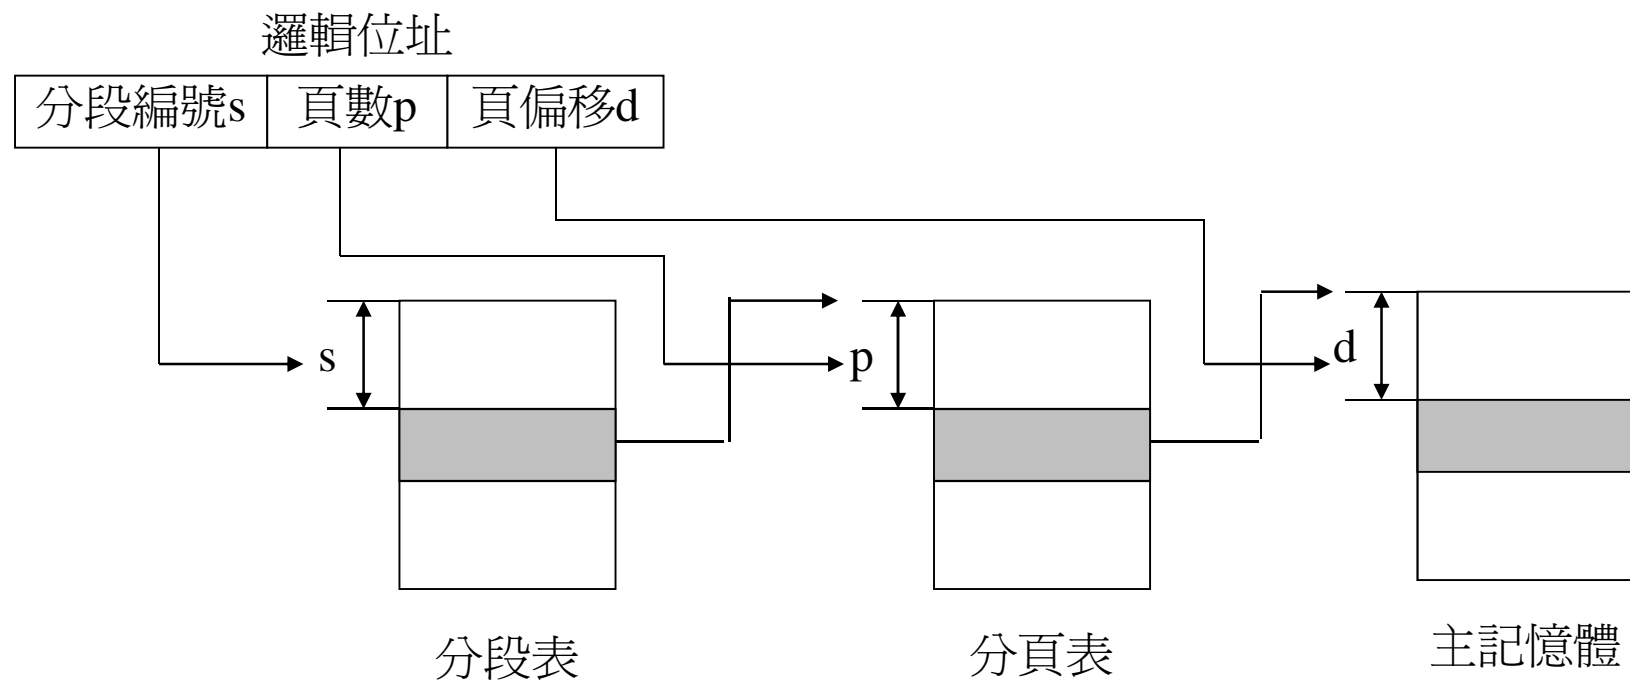 邏輯位址
分段編號s 頁數p 頁偏移d
s
p
d
分段表
分頁表
主記憶體